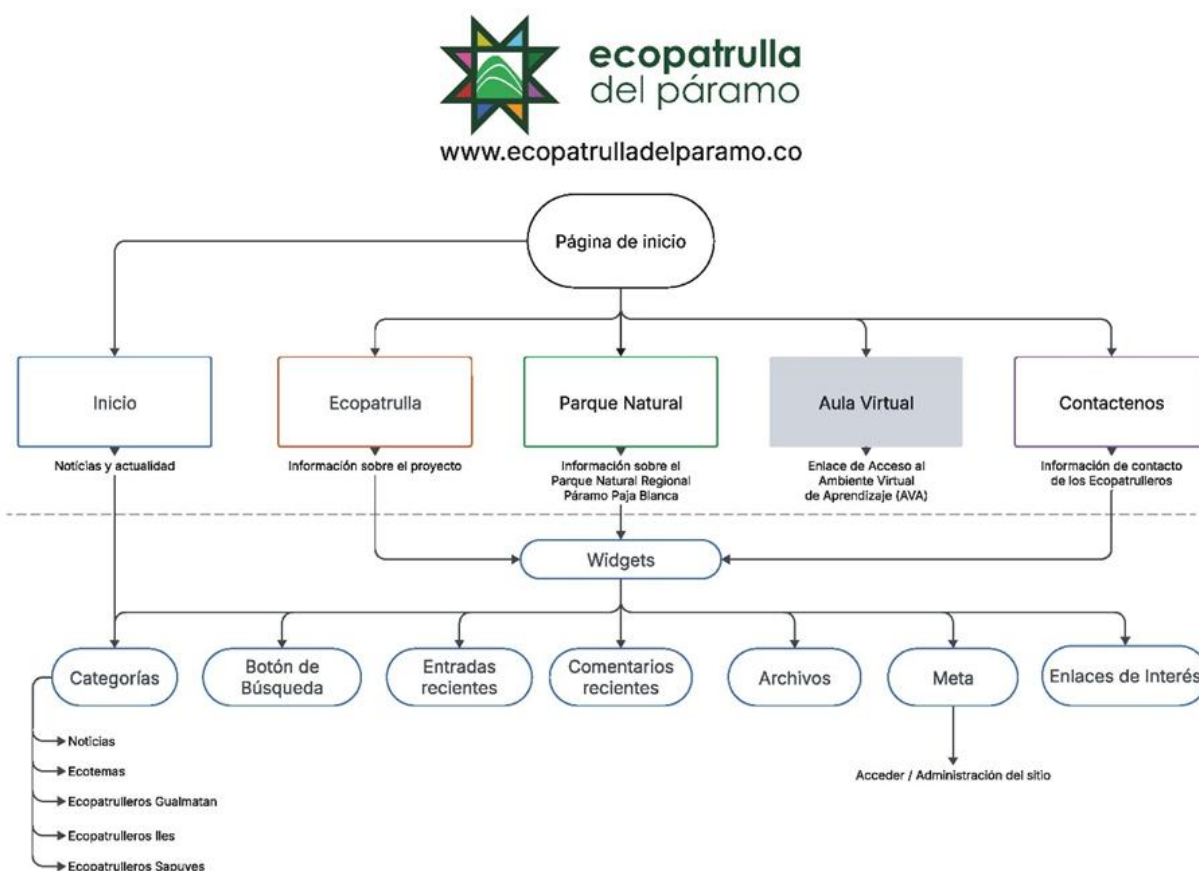 ecopatrulla
del páramo
www.ecopatrulladelparamo.co
Página de inicio
Inicio
Ecopatrulla
Parque Natural
Aula Virtual
Contactenos
Noticias y actualidad
Información sobre el proyecto
Información sobre el
Parque Natural Regional
Páramo Paja Blanca
Enlace de Acceso al
Ambiente Virtual
de Aprendizaje (AVA)
Información de contacto
de los Ecopatrulleros
Widgets
Categorías
Botón de
Búsqueda
Entradas
recientes
Comentarios
recientes
Archivos
Meta
Enlaces de Interés
Noticias
Ecotemas
Ecopatrulleros Gualmatan
Ecopatrulleros Iles
Ecopatrulleros Sapuyes
Acceder / Administración del sitio